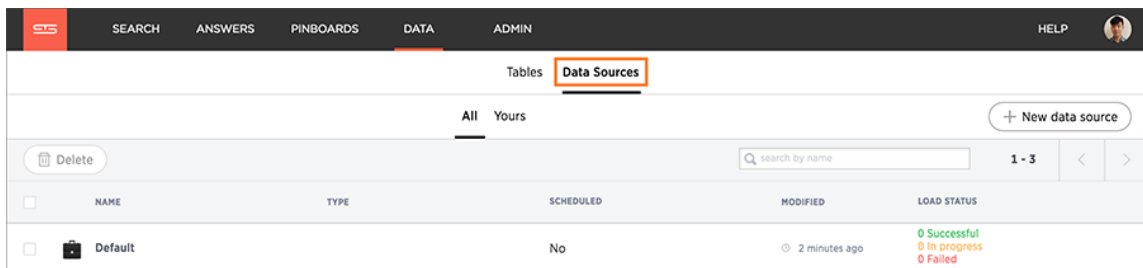 SEARCH ANSWERS PINBOARDS DATA ADMIN HELP
Tables Data Sources
All Yours + New data source
Delete search by name 1 - 3 < >
NAME TYPE SCHEDULED MODIFIED LOAD STATUS
Default No 2 minutes ago 0 Successful
0 In progress
0 Failed